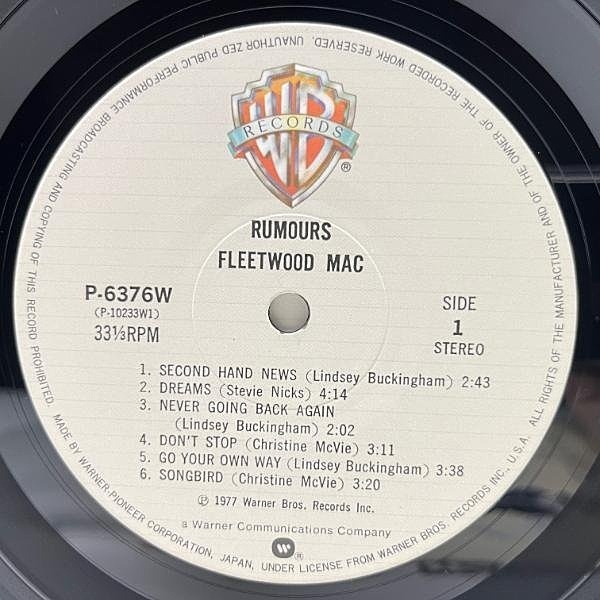 WB
RECORDS
®
RUMOURS
FLEETWOOD MAC
P-6376W
(P-10233W1)
33⅓RPM
SIDE
1
STEREO
1. SECOND HAND NEWS (Lindsey Buckingham) 2:43
2. DREAMS (Stevie Nicks) 4:14
3. NEVER GOING BACK AGAIN
(Lindsey Buckingham) 2:02
4. DON'T STOP (Christine McVie) 3:11
5. GO YOUR OWN WAY (Lindsey Buckingham) 3:38
6. SONGBIRD (Christine McVie) 3:20
℗ 1977 Warner Bros. Records Inc.
a Warner Communications Company
®
MADE BY WARNER-PIONEER CORPORATION, JAPAN, UNDER LICENSE FROM WARNER BROS. RECORDS INC., U.S.A. ALL RIGHTS OF THE MANUFACTURER AND OF THE OWNER OF THE RECORDED WORK RESERVED. UNAUTHORIZED PUBLIC PERFORMANCE BROADCASTING AND COPYING OF THIS RECORD PROHIBITED.